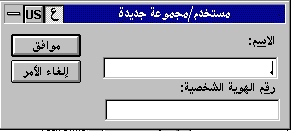 مستخدم/مجموعة جديدة
ع US
الاسم:
موافق
إلغاء الأمر
رقم الهوية الشخصية: